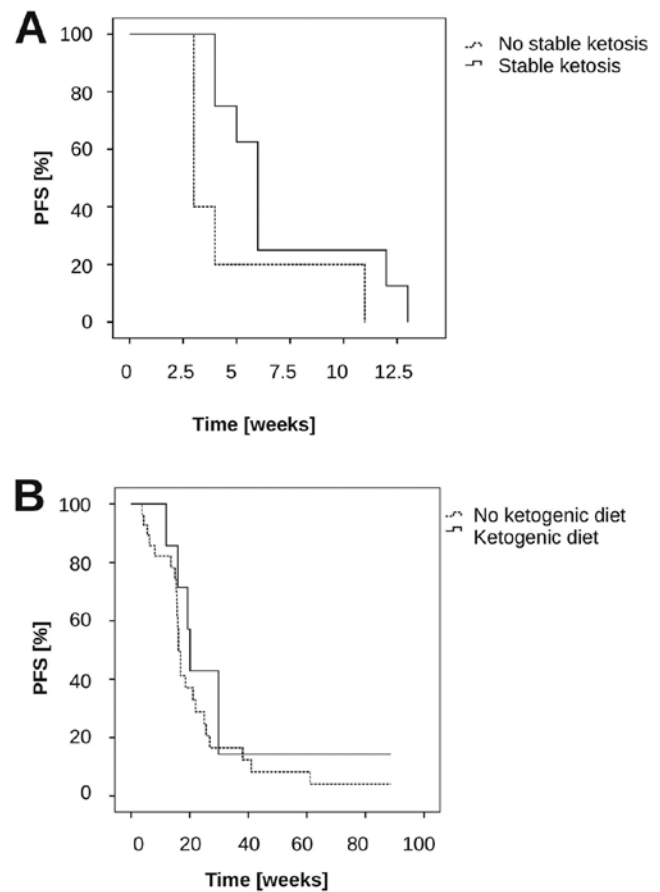 A
No stable ketosis
Stable ketosis
100
80
60
40
20
0
PFS [%]
0 2.5 5 7.5 10 12.5
Time [weeks]
B
No ketogenic diet
Ketogenic diet
100
80
60
40
20
0
PFS [%]
0 20 40 60 80 100
Time [weeks]